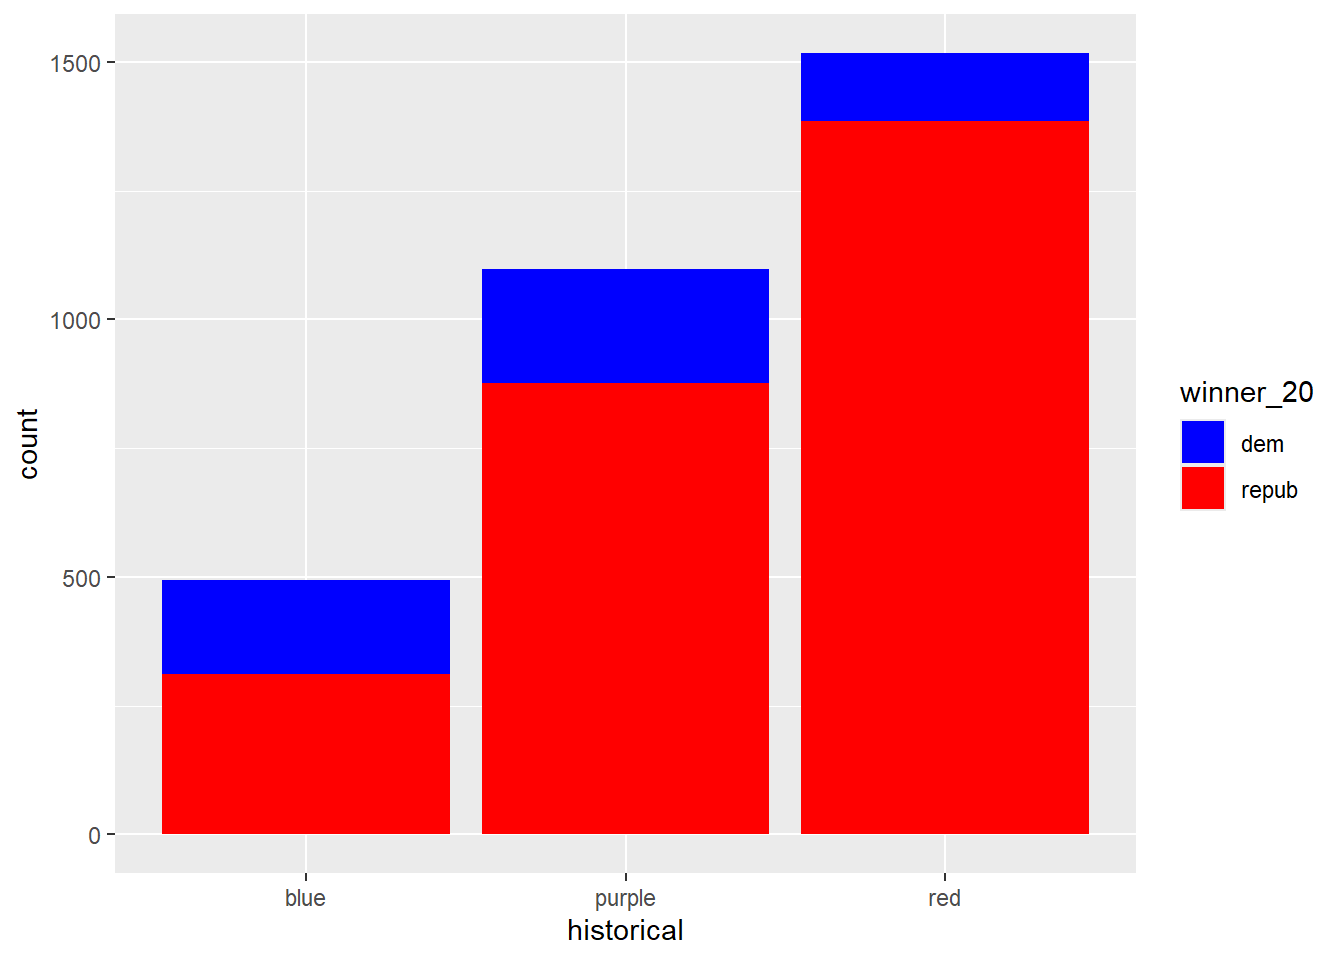 1500
1000
500
0
count
blue purple red
historical
winner_20
dem
repub